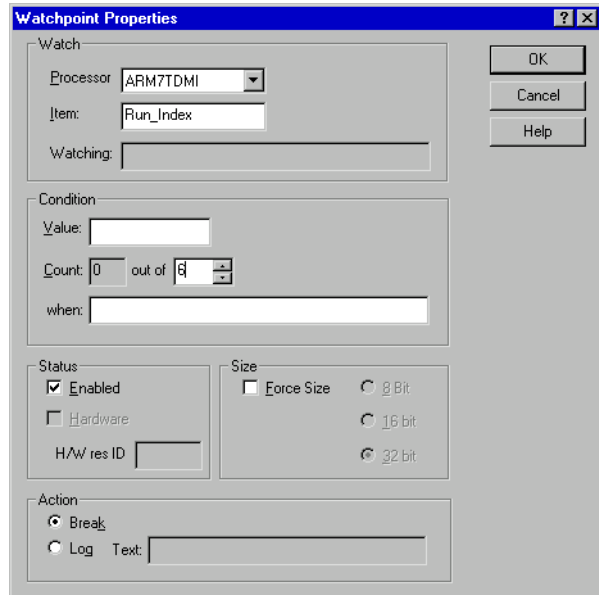 Watchpoint Properties
Watch
Processor ARM7TDMI
Item: Run_Index
Watching:
OK
Cancel
Help
Condition
Value:
Count: 0 out of 6
when:
Status
Enabled
Hardware
H/W res ID
Size
Force Size
8 Bit
16 bit
32 bit
Action
Break
Log Text: